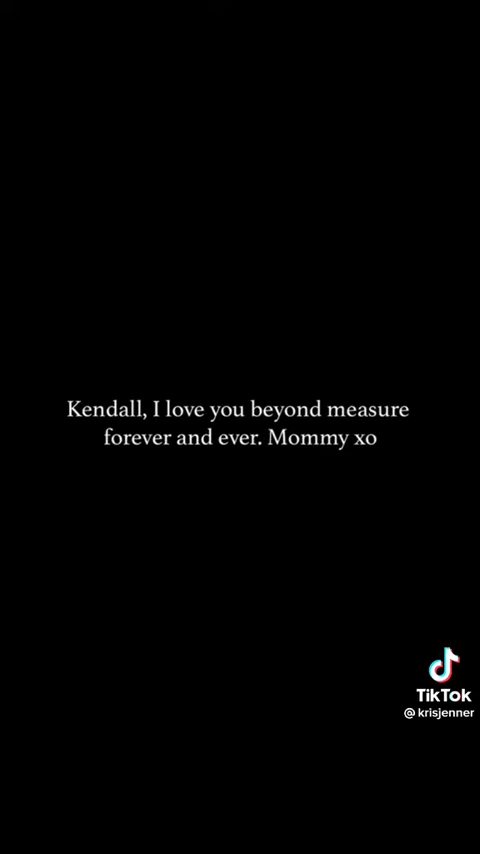 Kendall, I love you beyond measure
forever and ever. Mommy xo
TikTok
@krisjenner